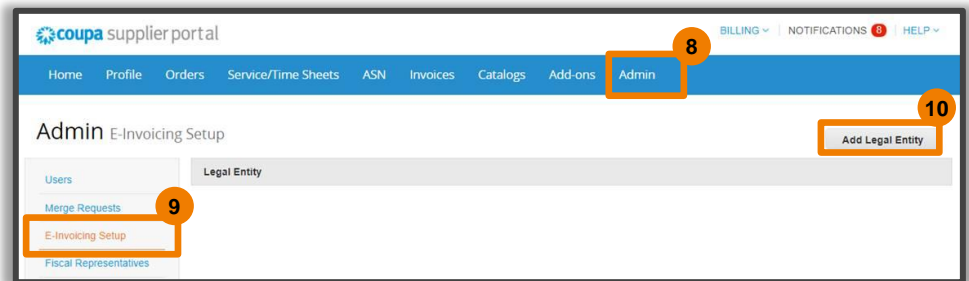 coupa supplier portal
BILLING NOTIFICATIONS 8 HELP
8
Home Profile Orders Service/Time Sheets ASN Invoices Catalogs Add-ons Admin
10
Admin E-Invoicing Setup
Add Legal Entity
Users
Legal Entity
Merge Requests
9
E-Invoicing Setup
Fiscal Representatives